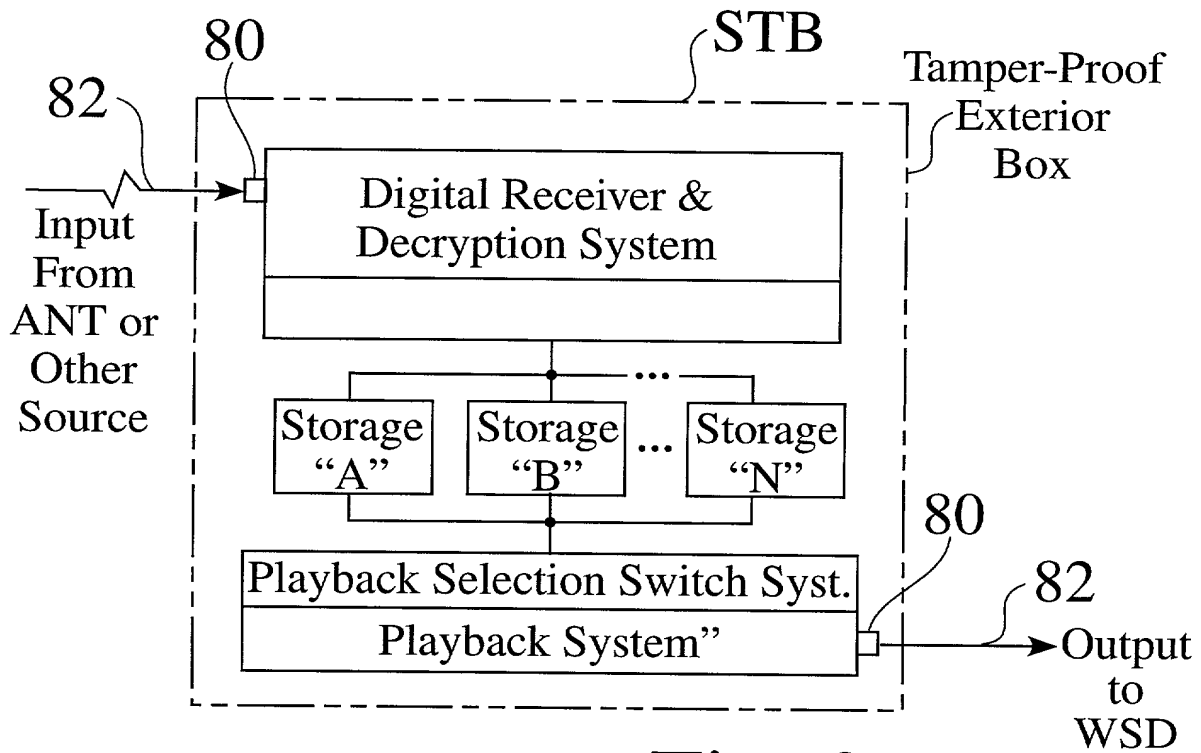 80
STB
82
Tamper-Proof
Exterior
Box
Digital Receiver &
Decryption System
Input
From
ANT or
Other
Source
...
Storage
“A”
Storage
“B”
...
Storage
“N”
80
Playback Selection Switch Syst.
82
Playback System”
Output
to
WSD